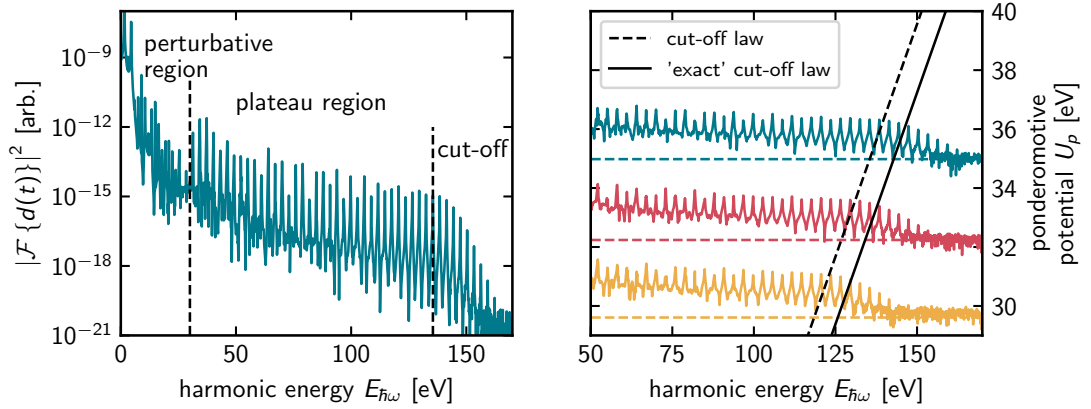 |ℱ {d(t)}|² [arb.]
10⁻⁹
10⁻¹²
10⁻¹⁵
10⁻¹⁸
10⁻²¹
perturbative
region
plateau region
cut-off
0
50
100
150
harmonic energy E_ħω [eV]
cut-off law
'exact' cut-off law
50
75
100
125
150
harmonic energy E_ħω [eV]
40
38
36
34
32
30
ponderomotive
potential U_p [eV]